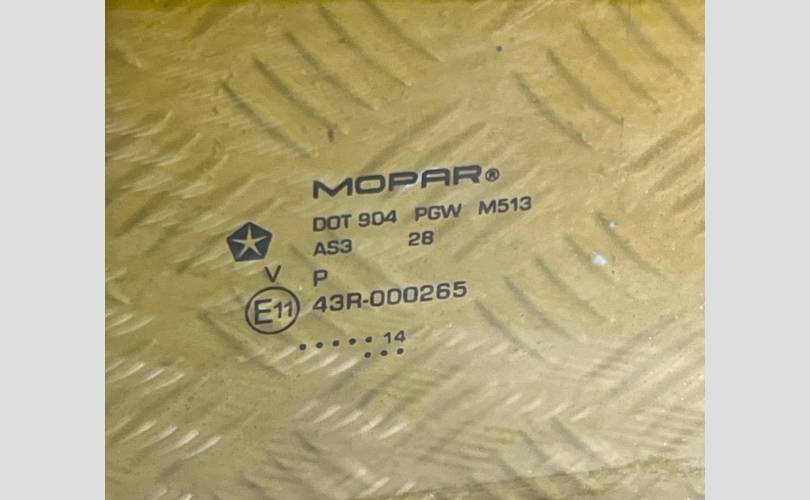 MOPAR®
DOT 904 PGW M513
AS3 28
V P
E11 43R-000265
..... 14
...